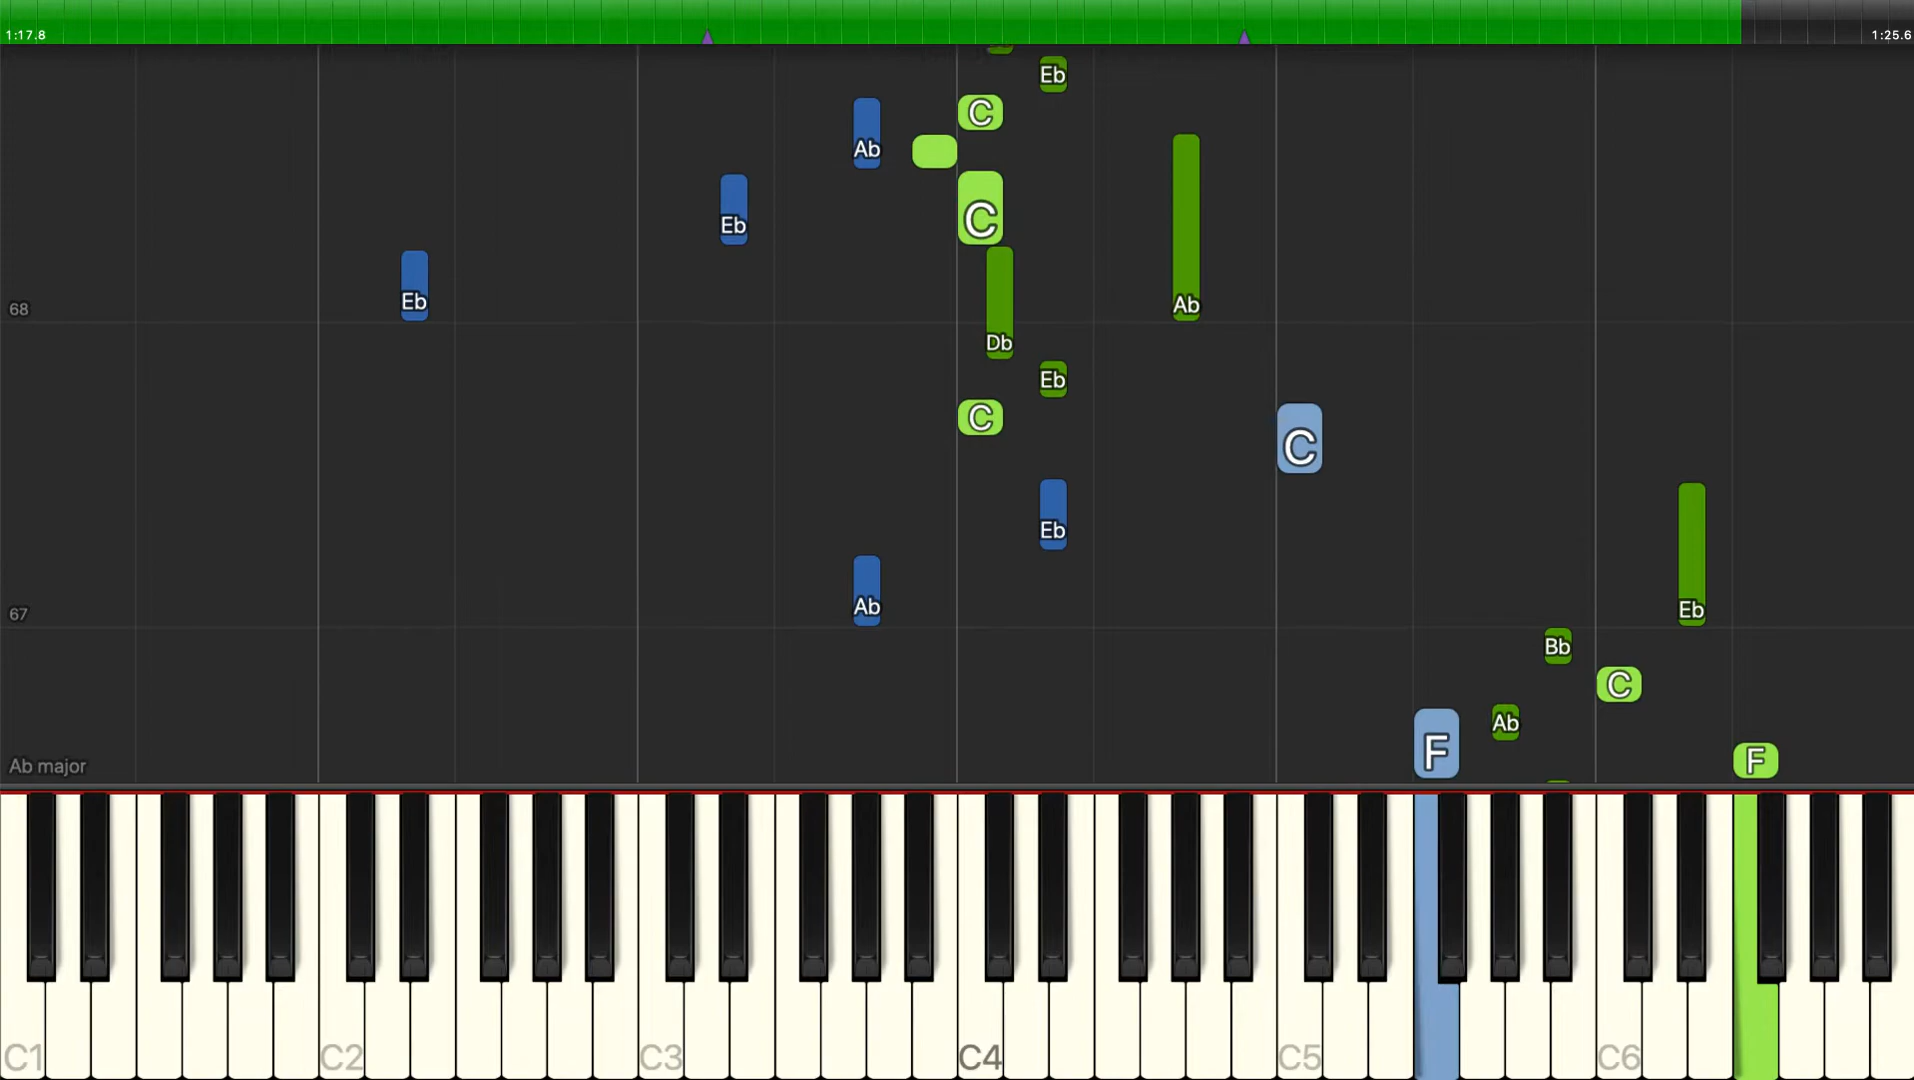 1:17.8 1:25.6
Eb
C
Ab
Eb
C
Eb
68
Ab
Db
Eb
C
C
Eb
Ab
Eb
67
Bb
C
Ab
F
F
Ab major
C1 C2 C3 C4 C5 C6